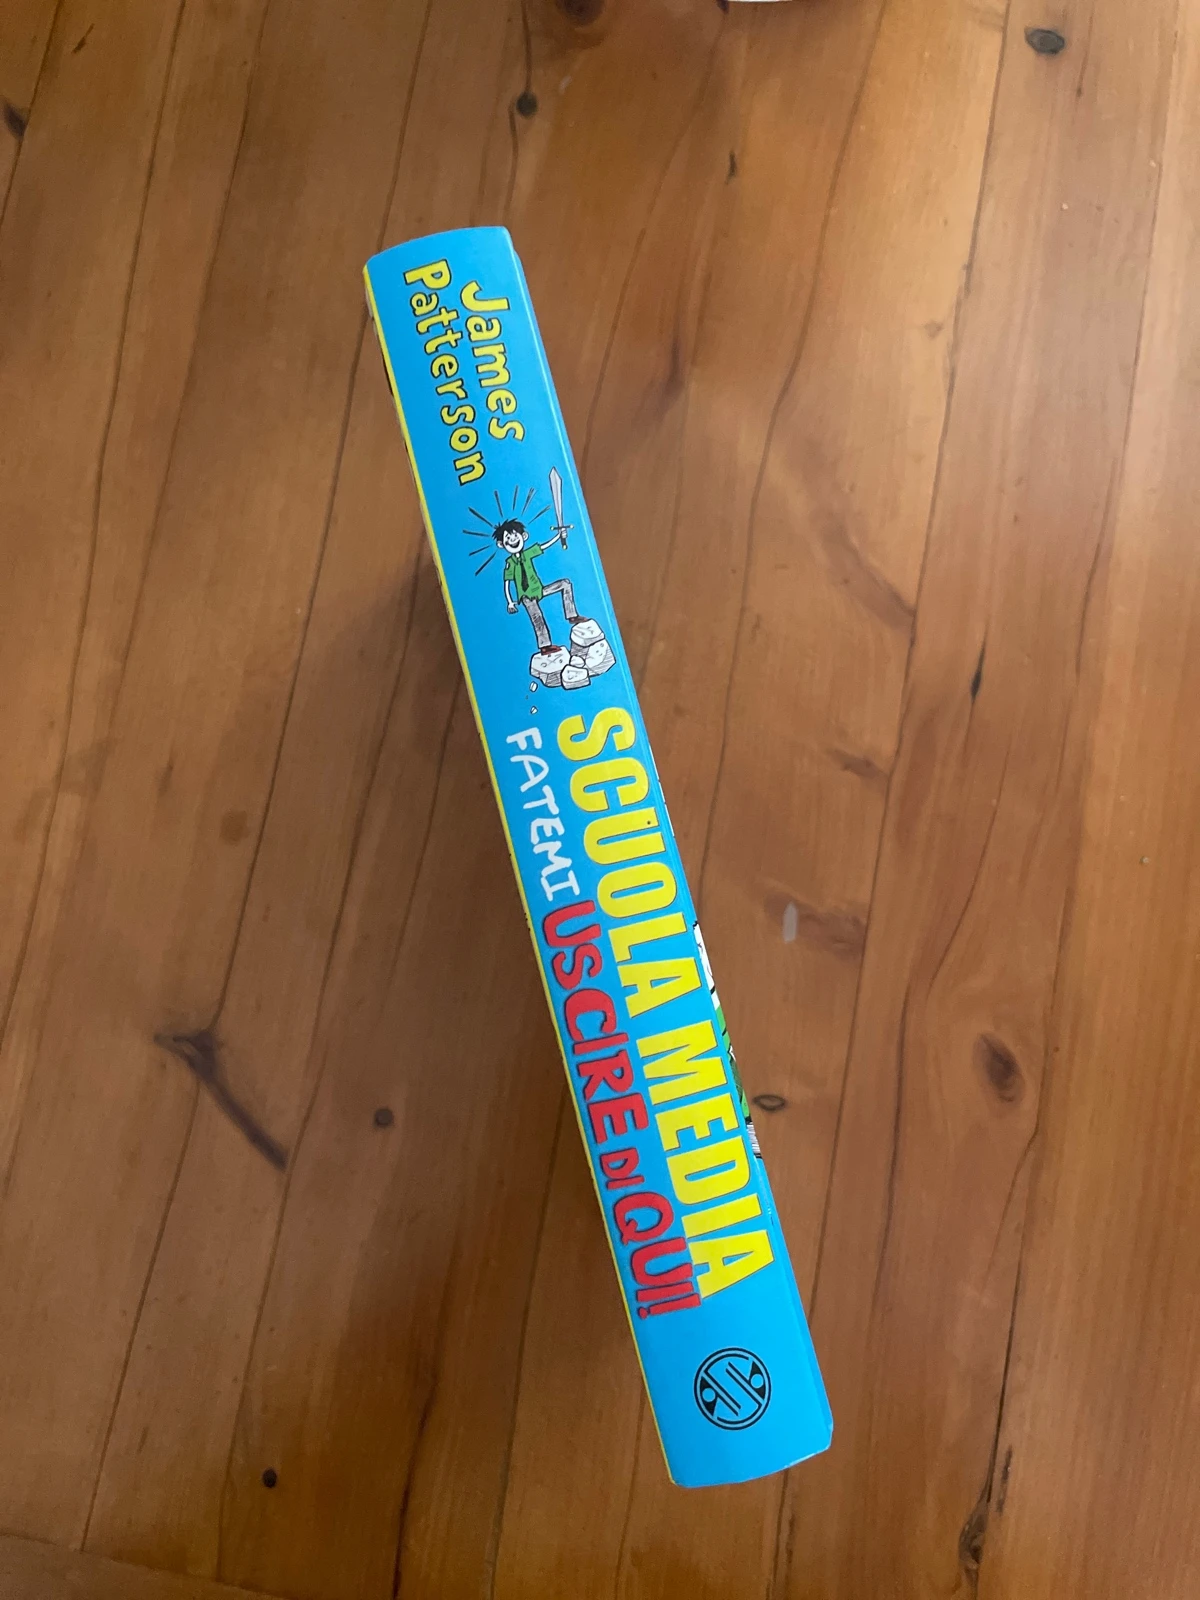 James
Patterson
SCUOLA MEDIA
FATEMI USCIRE DI QUI!